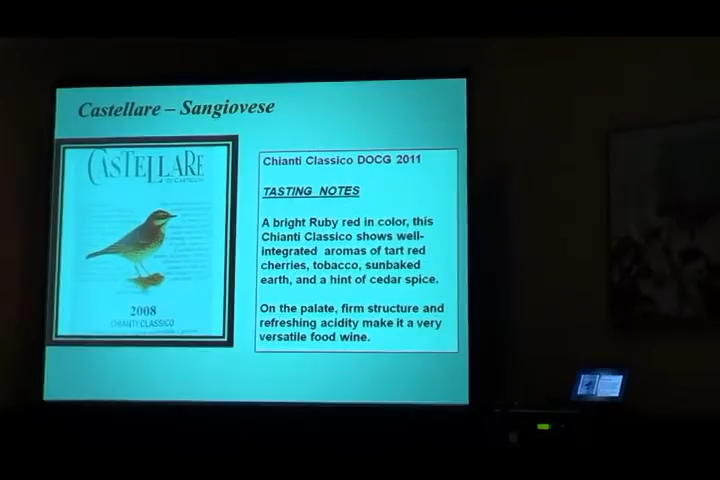 Castellare – Sangiovese
CASTELLARE
DI CASTELLINA
2008
CHIANTI CLASSICO
Chianti Classico DOCG 2011
TASTING NOTES
A bright Ruby red in color, this
Chianti Classico shows well-
integrated aromas of tart red
cherries, tobacco, sunbaked
earth, and a hint of cedar spice.
On the palate, firm structure and
refreshing acidity make it a very
versatile food wine.